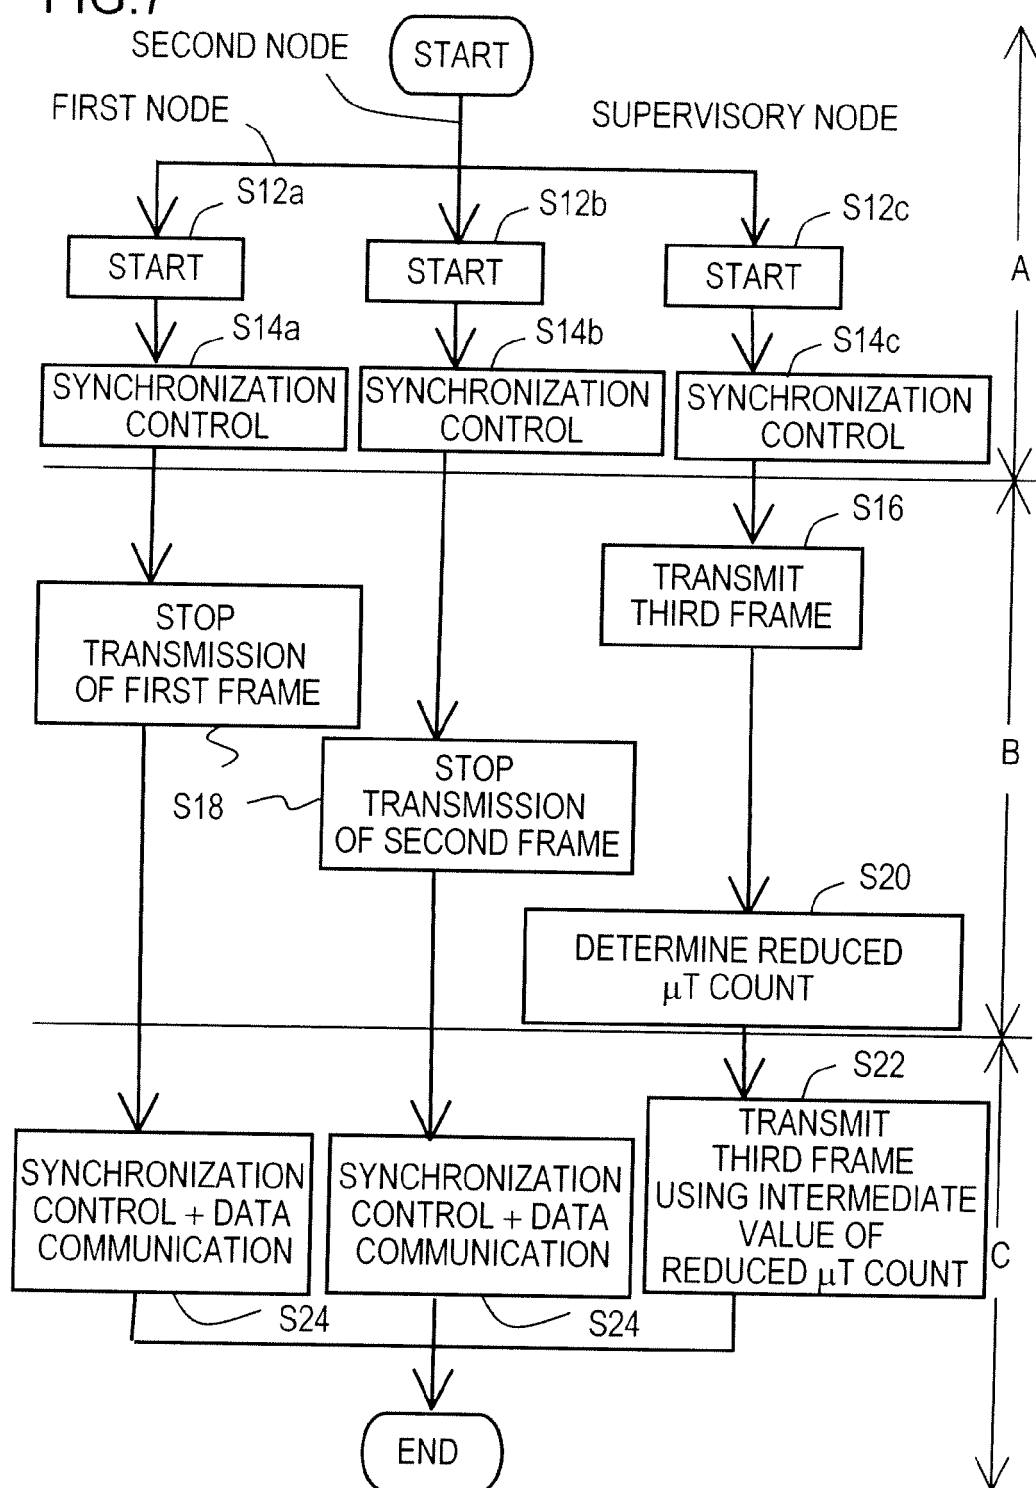 FIG.7
SECOND NODE
START
FIRST NODE
SUPERVISORY NODE
S12a
S12b
S12c
START
START
START
A
S14a
S14b
S14c
SYNCHRONIZATION
CONTROL
SYNCHRONIZATION
CONTROL
SYNCHRONIZATION
CONTROL
S16
TRANSMIT
THIRD FRAME
STOP
TRANSMISSION
OF FIRST FRAME
B
S18
STOP
TRANSMISSION
OF SECOND FRAME
S20
DETERMINE REDUCED
μT COUNT
S22
SYNCHRONIZATION
CONTROL + DATA
COMMUNICATION
SYNCHRONIZATION
CONTROL + DATA
COMMUNICATION
TRANSMIT
THIRD FRAME
USING INTERMEDIATE
VALUE OF
REDUCED μT COUNT
C
S24
S24
END